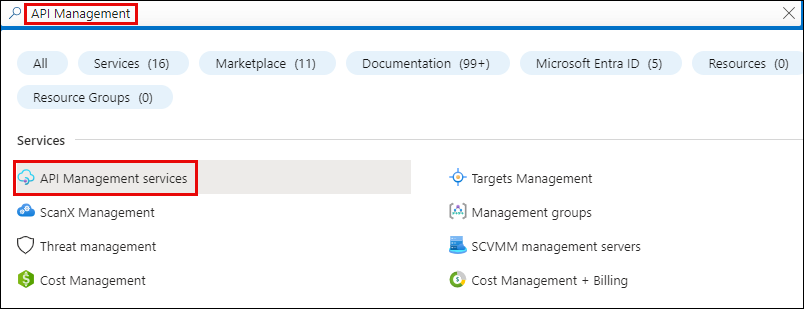 API Management
All Services (16) Marketplace (11) Documentation (99+) Microsoft Entra ID (5) Resources (0)
Resource Groups (0)
Services
API Management services
Targets Management
ScanX Management
Management groups
Threat management
SCVMM management servers
Cost Management
Cost Management + Billing